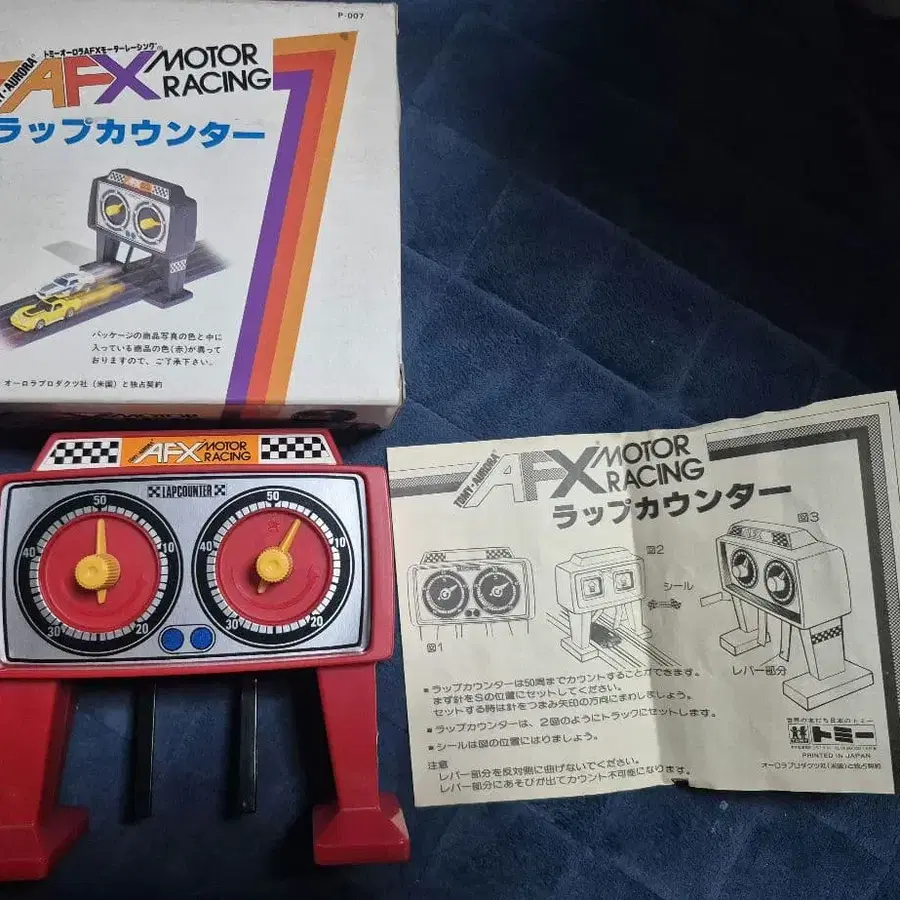 P-007
トミーオーロラAFXモーターレーシング®
MY・AURORA®
AFX MOTOR RACING
ラップカウンター
AFX
パッケージの商品写真の色と中に
入っている商品の色(赤)が異って
おりますので、ご了承下さい。
オーロラプロダクツ社(米国)と独占契約
MOTOR
AFX MOTOR RACING
LAPCOUNTER
50 10 20 30 40
50 10 20 30 40
TOMY・AURORA
AFX® MOTOR RACING
ラップカウンター
図1
図2
シール
図3
レバー部分
■ラップカウンターは50周までカウントすることができます。
まず針をSの位置にセットしてください。
セットする時は針をつまみ矢印の方向にまわしましょう。
■ラップカウンターは、2図のようにトラックにセットします。
■シールは図の位置にはりましょう。
注意
レバー部分を反対側に曲げないでください。
レバー部分にあそびが出てカウント不可能になります。
世界の友だち日本のトミー
トミー
PRINTED IN JAPAN
オーロラプロダクツ社(米国)と独占契約